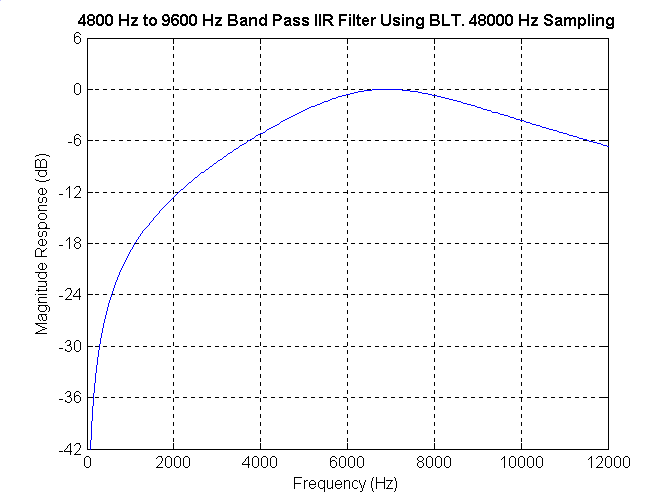 4800 Hz to 9600 Hz Band Pass IIR Filter Using BLT. 48000 Hz Sampling
6
0
-6
-12
-18
-24
-30
-36
-42
Magnitude Response (dB)
0 2000 4000 6000 8000 10000 12000
Frequency (Hz)